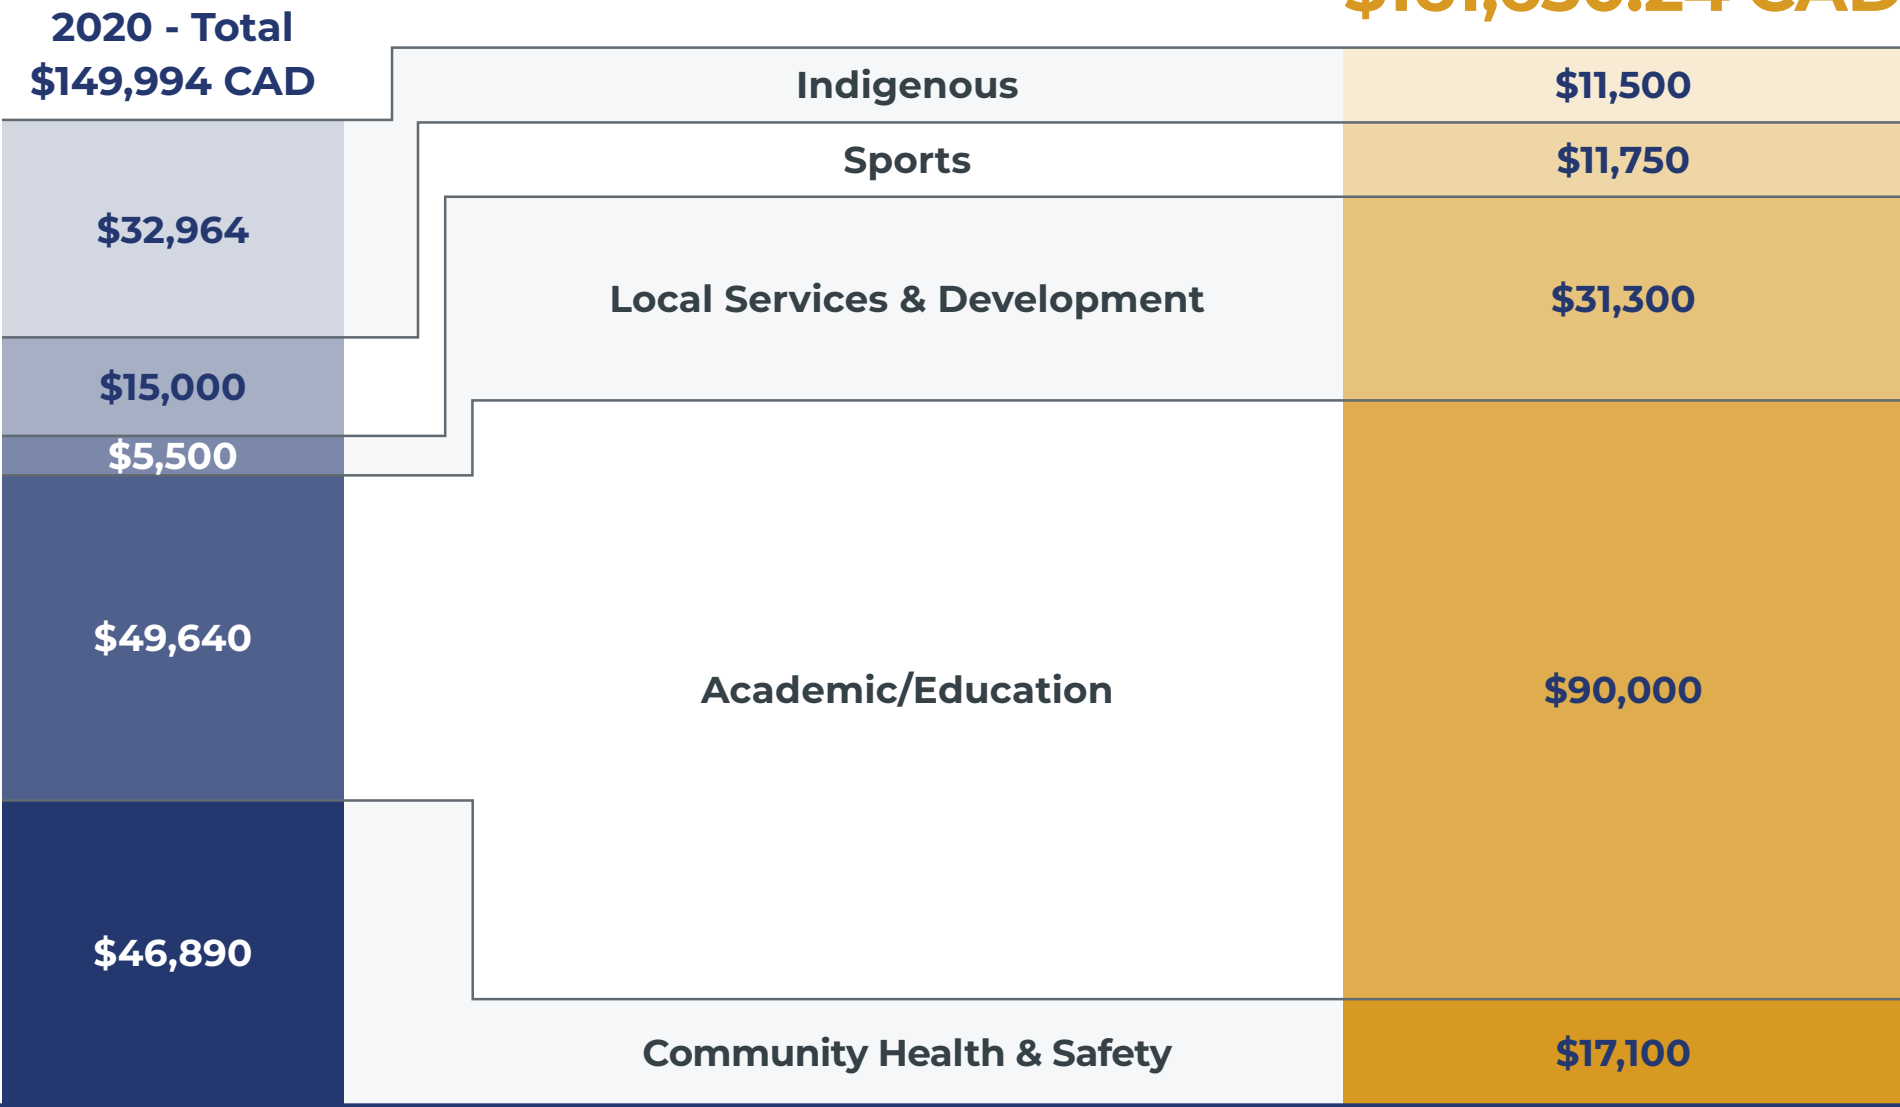 2020 - Total
$149,994 CAD
CAD
Indigenous
$11,500
Sports
$11,750
$32,964
Local Services & Development
$31,300
$15,000
$5,500
$49,640
Academic/Education
$90,000
$46,890
Community Health & Safety
$17,100